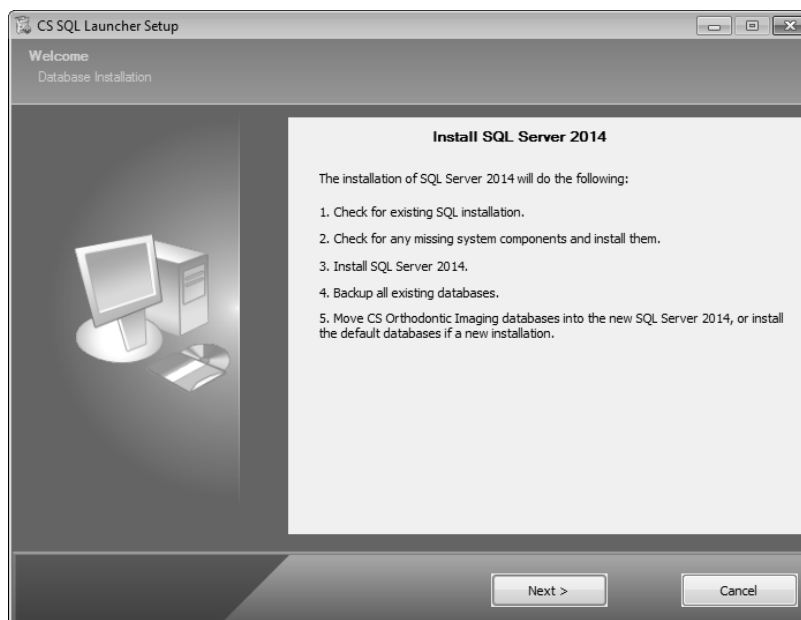 CS SQL Launcher Setup
Welcome
Database Installation
Install SQL Server 2014
The installation of SQL Server 2014 will do the following:
1. Check for existing SQL installation.
2. Check for any missing system components and install them.
3. Install SQL Server 2014.
4. Backup all existing databases.
5. Move CS Orthodontic Imaging databases into the new SQL Server 2014, or install
the default databases if a new installation.
Next >
Cancel